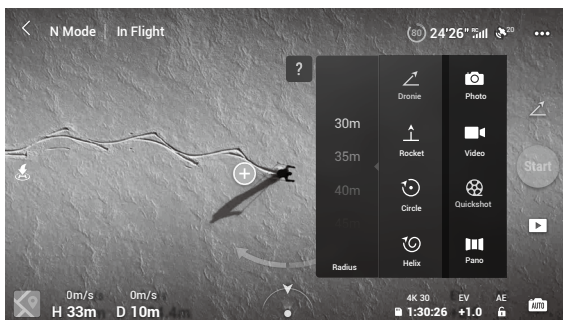 N Mode
In Flight
80
24'26"
RC
20
?
30m
35m
40m
Radius
Dronie
Rocket
Circle
Helix
Photo
Video
Quickshot
Pano
Start
0m/s
0m/s
H 33m
D 10m
4K 30
EV
AE
1:30:26
+1.0
AUTO